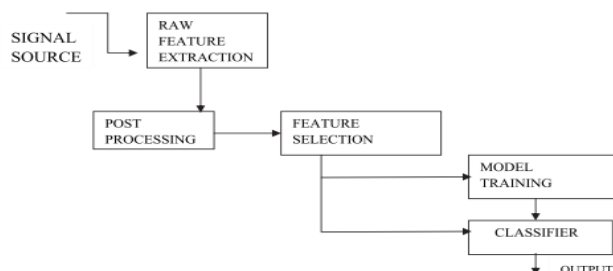 SIGNAL
SOURCE
RAW
FEATURE
EXTRACTION
POST
PROCESSING
FEATURE
SELECTION
MODEL
TRAINING
CLASSIFIER
OUTPUT